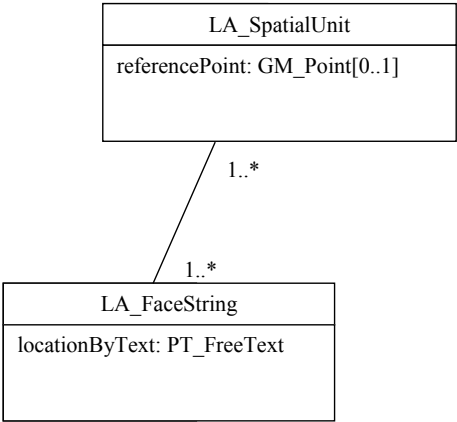 LA_SpatialUnit
referencePoint: GM_Point[0..1]
1..*
1..*
LA_FaceString
locationByText: PT_FreeText